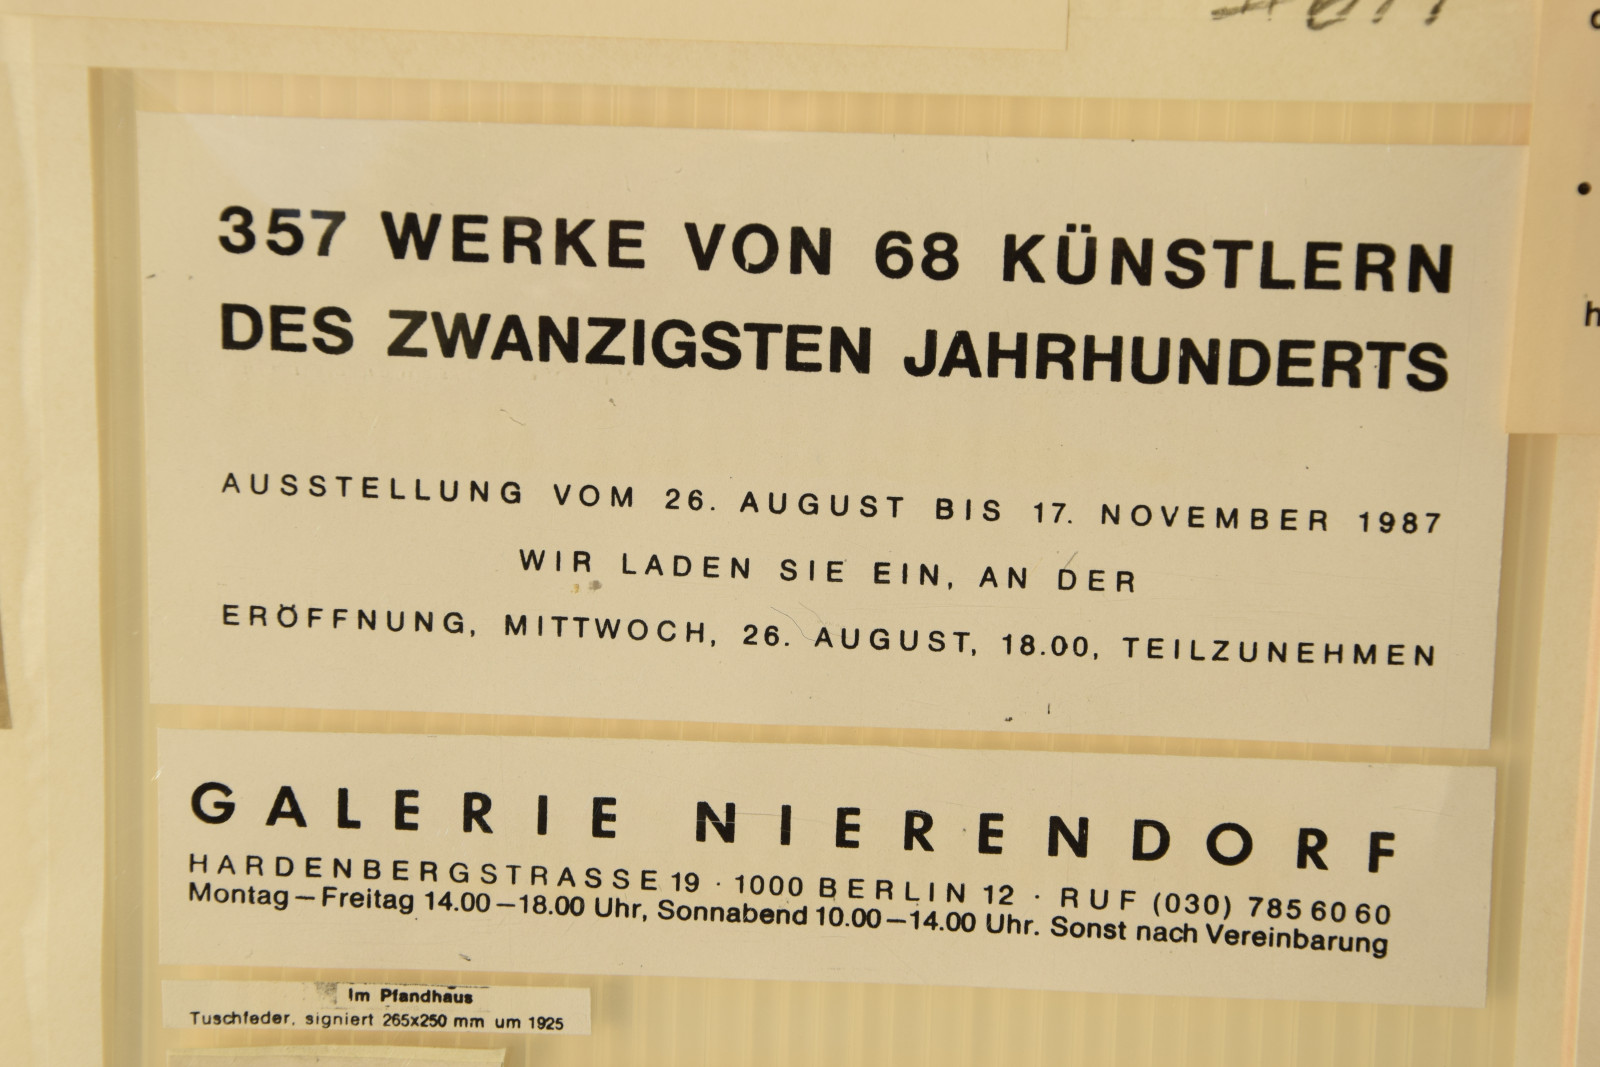 357 WERKE VON 68 KÜNSTLERN
DES ZWANZIGSTEN JAHRHUNDERTS
AUSSTELLUNG VOM 26. AUGUST BIS 17. NOVEMBER 1987
WIR LADEN SIE EIN, AN DER
ERÖFFNUNG, MITTWOCH, 26. AUGUST, 18.00, TEILZUNEHMEN
GALERIE NIERENDORF
HARDENBERGSTRASSE 19 · 1000 BERLIN 12 · RUF (030) 785 60 60
Montag–Freitag 14.00–18.00 Uhr, Sonnabend 10.00–14.00 Uhr. Sonst nach Vereinbarung
Im Pfandhaus
Tuschfeder, signiert 265x250 mm um 1925